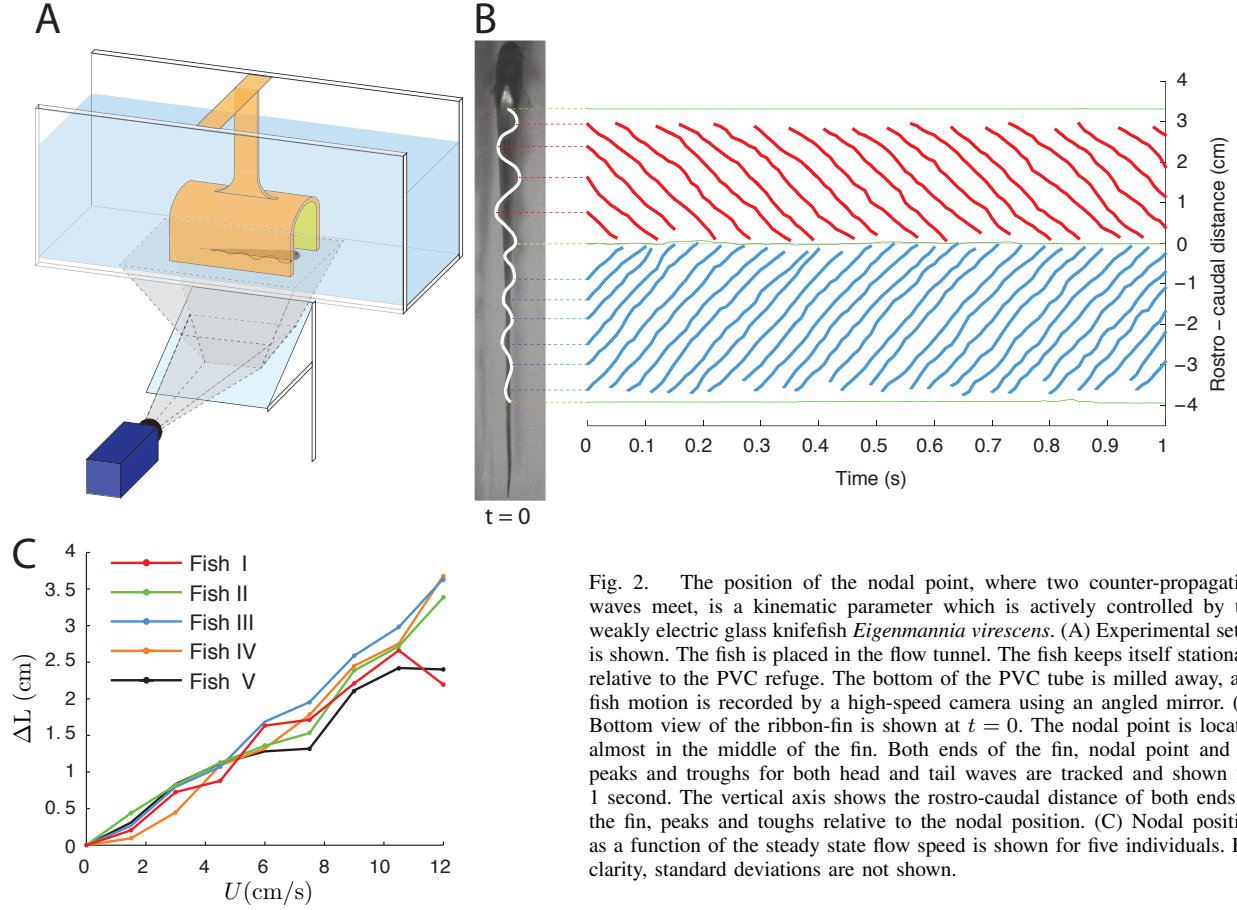 A
B
4
3
2
1
0
−1
−2
−3
−4
Rostro−caudal distance (cm)
0 0.1 0.2 0.3 0.4 0.5 0.6 0.7 0.8 0.9 1
Time (s)
t = 0
C
4
3.5
3
2.5
2
1.5
1
0.5
0
ΔL (cm)
Fish I
Fish II
Fish III
Fish IV
Fish V
0 2 4 6 8 10 12
U(cm/s)
Fig. 2. The position of the nodal point, where two counter-propagati
waves meet, is a kinematic parameter which is actively controlled by t
weakly electric glass knifefish Eigenmannia virescens. (A) Experimental set
is shown. The fish is placed in the flow tunnel. The fish keeps itself stationa
relative to the PVC refuge. The bottom of the PVC tube is milled away, a
fish motion is recorded by a high-speed camera using an angled mirror. (
Bottom view of the ribbon-fin is shown at t = 0. The nodal point is locat
almost in the middle of the fin. Both ends of the fin, nodal point and
peaks and troughs for both head and tail waves are tracked and shown
1 second. The vertical axis shows the rostro-caudal distance of both ends
the fin, peaks and toughs relative to the nodal position. (C) Nodal positi
as a function of the steady state flow speed is shown for five individuals. F
clarity, standard deviations are not shown.